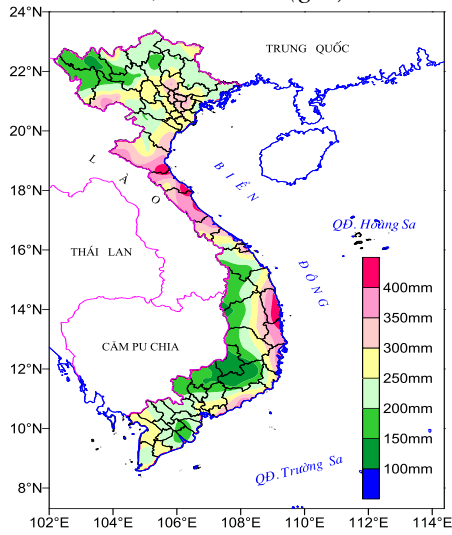 24°N
TRUNG QUỐC
22°N
20°N
BIỂN
LÀO
18°N
QĐ. Hoàng Sa
16°N
THÁI LAN
ĐÔNG
400mm
14°N
350mm
CĂM PU CHIA
300mm
12°N
250mm
200mm
10°N
150mm
100mm
QĐ. Trường Sa
8°N
102°E 104°E 106°E 108°E 110°E 112°E 114°E